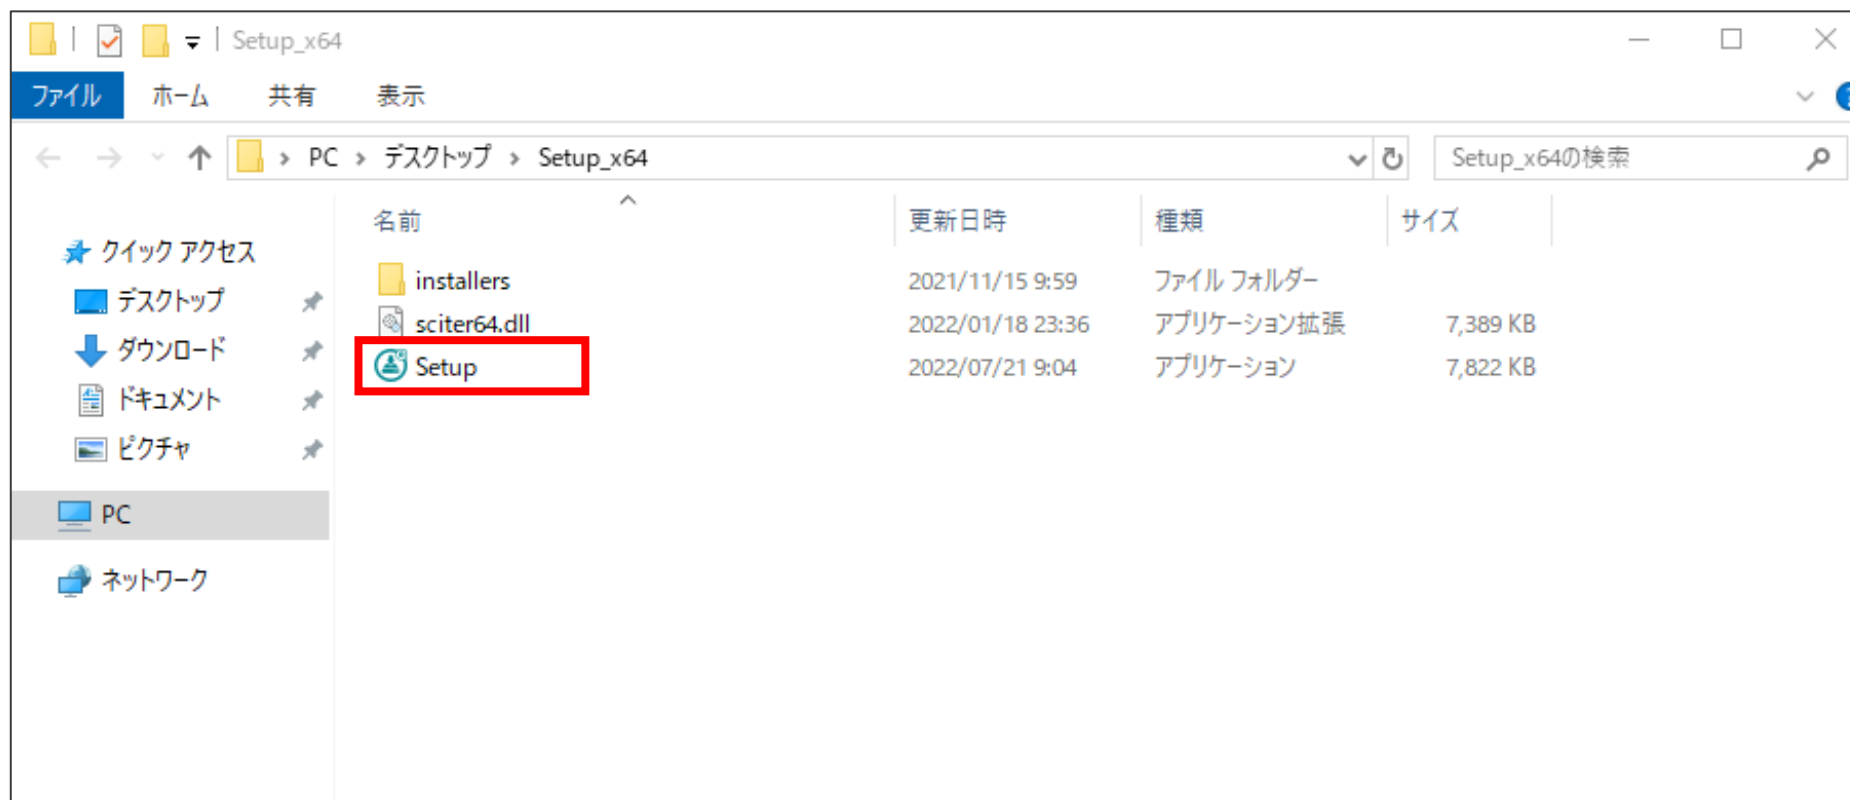 Setup_x64
ファイル ホーム 共有 表示
PC デスクトップ Setup_x64 Setup_x64の検索
名前 更新日時 種類 サイズ
クイック アクセス
デスクトップ
ダウンロード
ドキュメント
ピクチャ
PC
ネットワーク
installers 2021/11/15 9:59 ファイル フォルダー
sciter64.dll 2022/01/18 23:36 アプリケーション拡張 7,389 KB
Setup 2022/07/21 9:04 アプリケーション 7,822 KB